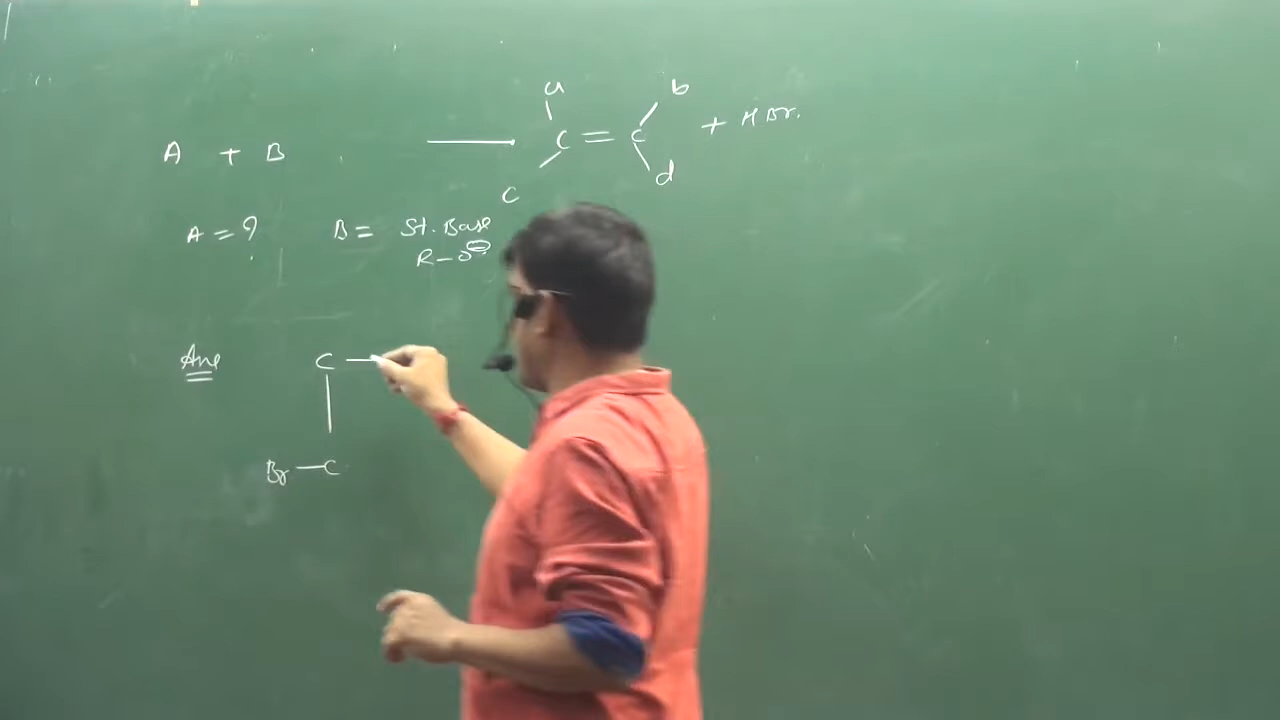 a b
A + B ⟶ C = C + HBr.
c d
A = ? B = St. Base
R-O⊖
Ans C —
Br - C